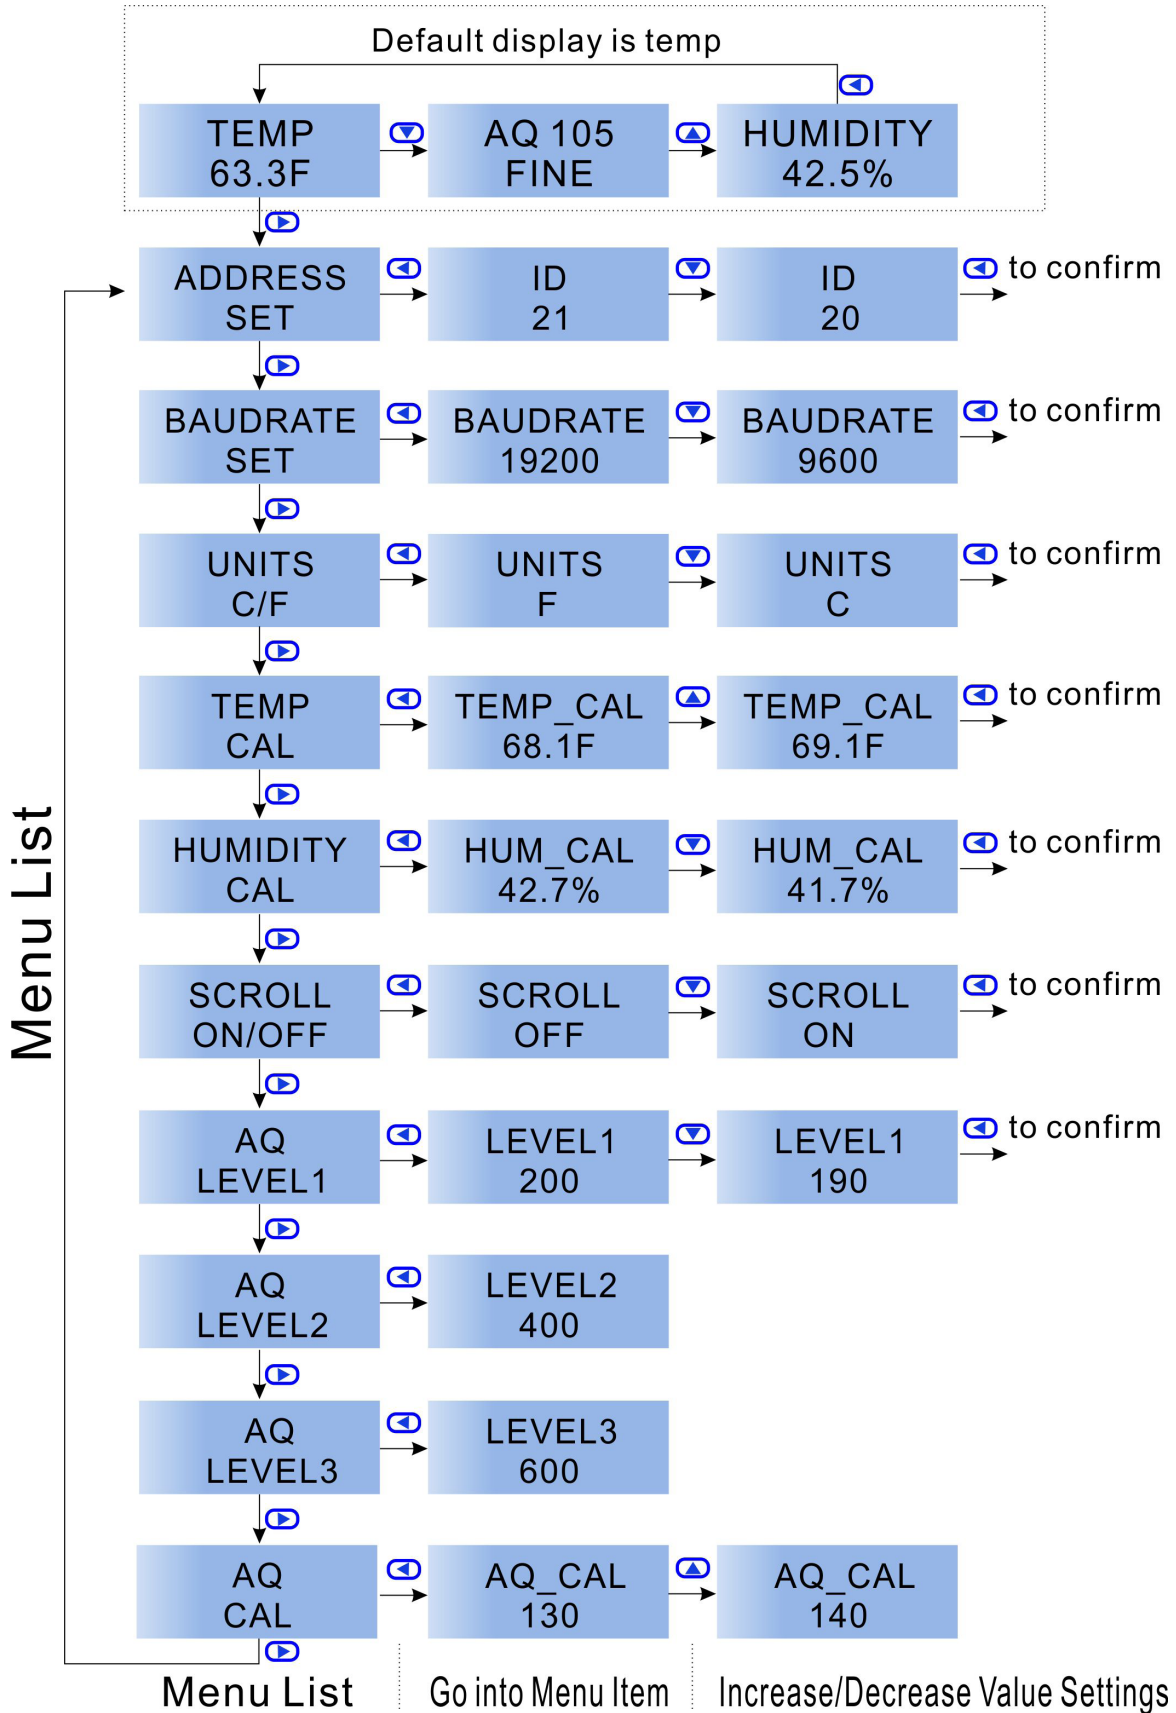 Default display is temp
TEMP
63.3F
AQ 105
FINE
HUMIDITY
42.5%
ADDRESS
SET
ID
21
ID
20
to confirm
BAUDRATE
SET
BAUDRATE
19200
BAUDRATE
9600
to confirm
UNITS
C/F
UNITS
F
UNITS
C
to confirm
TEMP
CAL
TEMP_CAL
68.1F
TEMP_CAL
69.1F
to confirm
HUMIDITY
CAL
HUM_CAL
42.7%
HUM_CAL
41.7%
to confirm
SCROLL
ON/OFF
SCROLL
OFF
SCROLL
ON
to confirm
AQ
LEVEL1
LEVEL1
200
LEVEL1
190
to confirm
AQ
LEVEL2
LEVEL2
400
AQ
LEVEL3
LEVEL3
600
AQ
CAL
AQ_CAL
130
AQ_CAL
140
Menu List
Menu List
Go into Menu Item
Increase/Decrease Value Settings